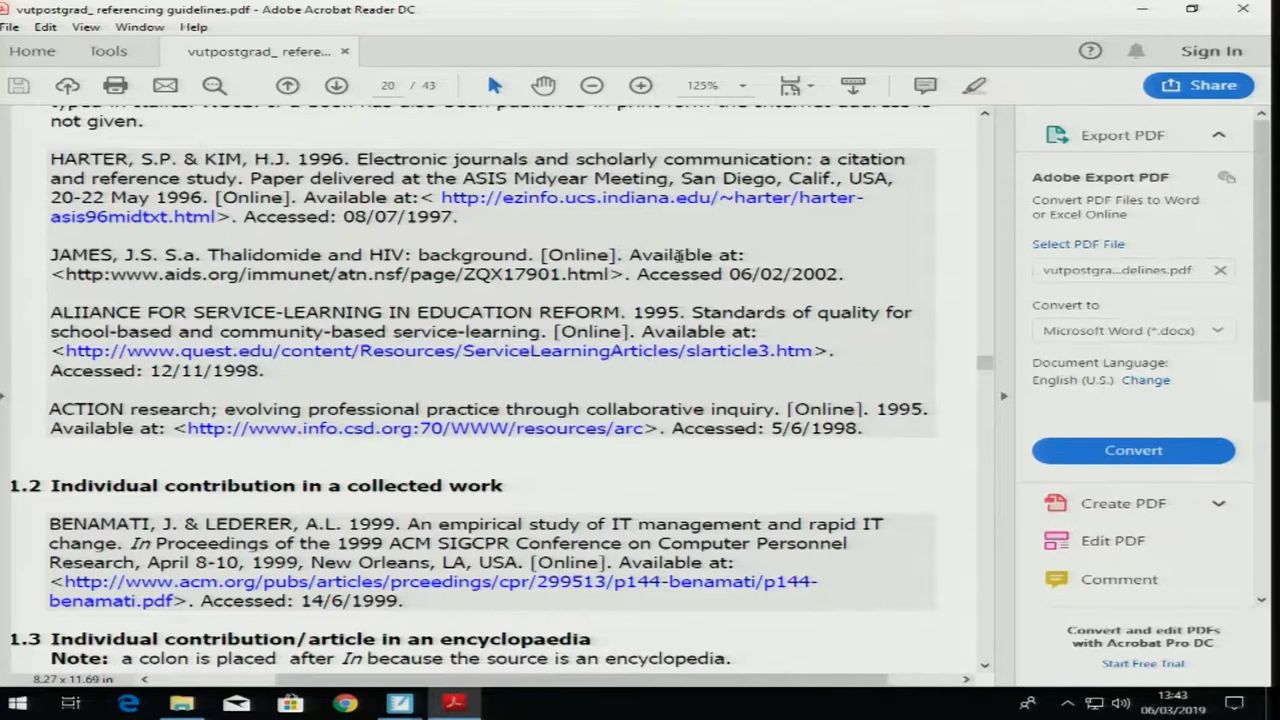 vutpostgrad_ referencing guidelines.pdf - Adobe Acrobat Reader DC
File Edit View Window Help
Home Tools vutpostgrad_ refere... × Sign In
20 / 43 125% Share
not given.
HARTER, S.P. & KIM, H.J. 1996. Electronic journals and scholarly communication: a citation
and reference study. Paper delivered at the ASIS Midyear Meeting, San Diego, Calif., USA,
20-22 May 1996. [Online]. Available at:< http://ezinfo.ucs.indiana.edu/~harter/harter-
asis96midtxt.html>. Accessed: 08/07/1997.
JAMES, J.S. S.a. Thalidomide and HIV: background. [Online]. Available at:
<http:www.aids.org/immunet/atn.nsf/page/ZQX17901.html>. Accessed 06/02/2002.
ALIIANCE FOR SERVICE-LEARNING IN EDUCATION REFORM. 1995. Standards of quality for
school-based and community-based service-learning. [Online]. Available at:
<http://www.quest.edu/content/Resources/ServiceLearningArticles/slarticle3.htm>.
Accessed: 12/11/1998.
ACTION research; evolving professional practice through collaborative inquiry. [Online]. 1995.
Available at: <http://www.info.csd.org:70/WWW/resources/arc>. Accessed: 5/6/1998.
1.2 Individual contribution in a collected work
BENAMATI, J. & LEDERER, A.L. 1999. An empirical study of IT management and rapid IT
change. In Proceedings of the 1999 ACM SIGCPR Conference on Computer Personnel
Research, April 8-10, 1999, New Orleans, LA, USA. [Online]. Available at:
<http://www.acm.org/pubs/articles/prceedings/cpr/299513/p144-benamati/p144-
benamati.pdf>. Accessed: 14/6/1999.
1.3 Individual contribution/article in an encyclopaedia
Note: a colon is placed after In because the source is an encyclopedia.
8.27 x 11.69 in
Export PDF
Adobe Export PDF
Convert PDF Files to Word
or Excel Online
Select PDF File
vutpostgra...delines.pdf ×
Convert to
Microsoft Word (*.docx)
Document Language:
English (U.S.) Change
Convert
Create PDF
Edit PDF
Comment
Convert and edit PDFs
with Acrobat Pro DC
Start Free Trial
13:43
06/03/2019